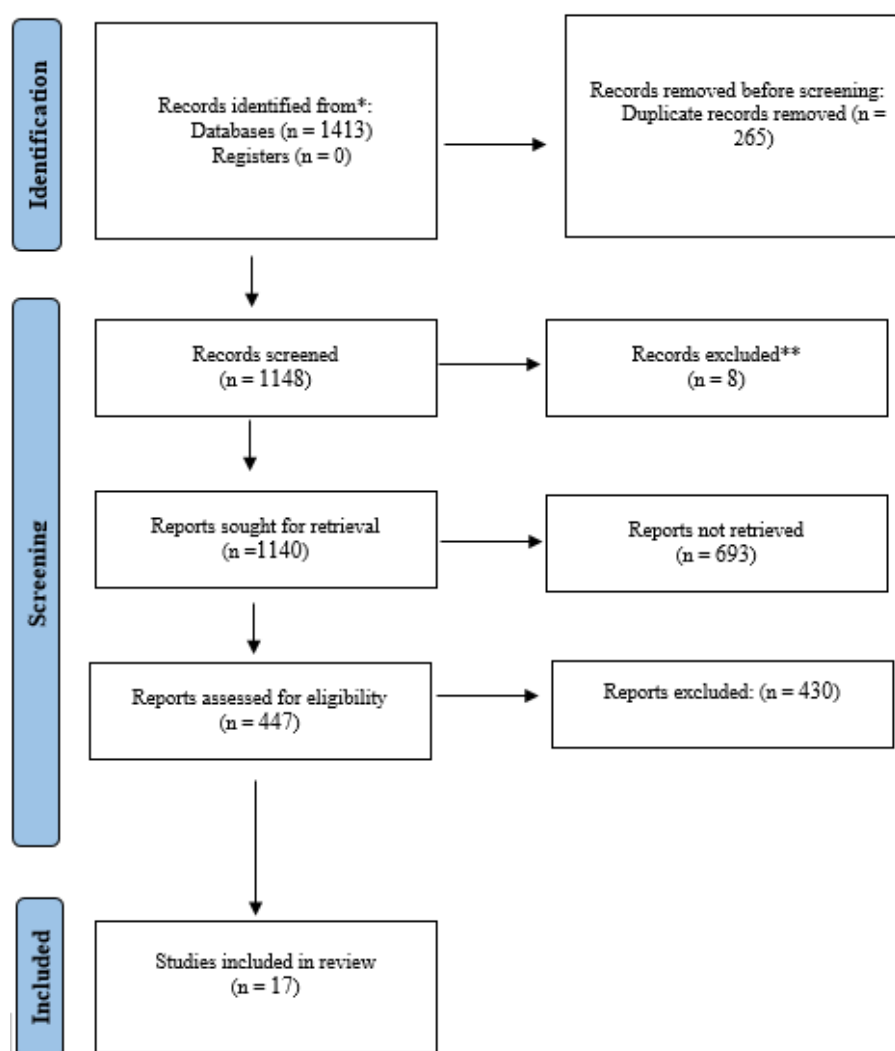 Identification
Records identified from*:
Databases (n = 1413)
Registers (n = 0)
Records removed before screening:
Duplicate records removed (n =
265)
Screening
Records screened
(n = 1148)
Records excluded**
(n = 8)
Reports sought for retrieval
(n =1140)
Reports not retrieved
(n = 693)
Reports assessed for eligibility
(n = 447)
Reports excluded: (n = 430)
Included
Studies included in review
(n = 17)